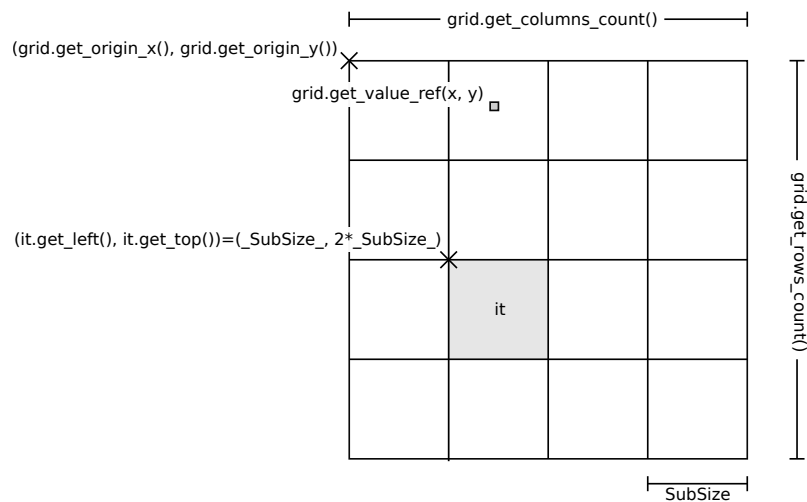 grid.get_columns_count()
(grid.get_origin_x(), grid.get_origin_y())
grid.get_value_ref(x, y)
grid.get_rows_count()
(it.get_left(), it.get_top())=(_SubSize_, 2*_SubSize_)
it
SubSize